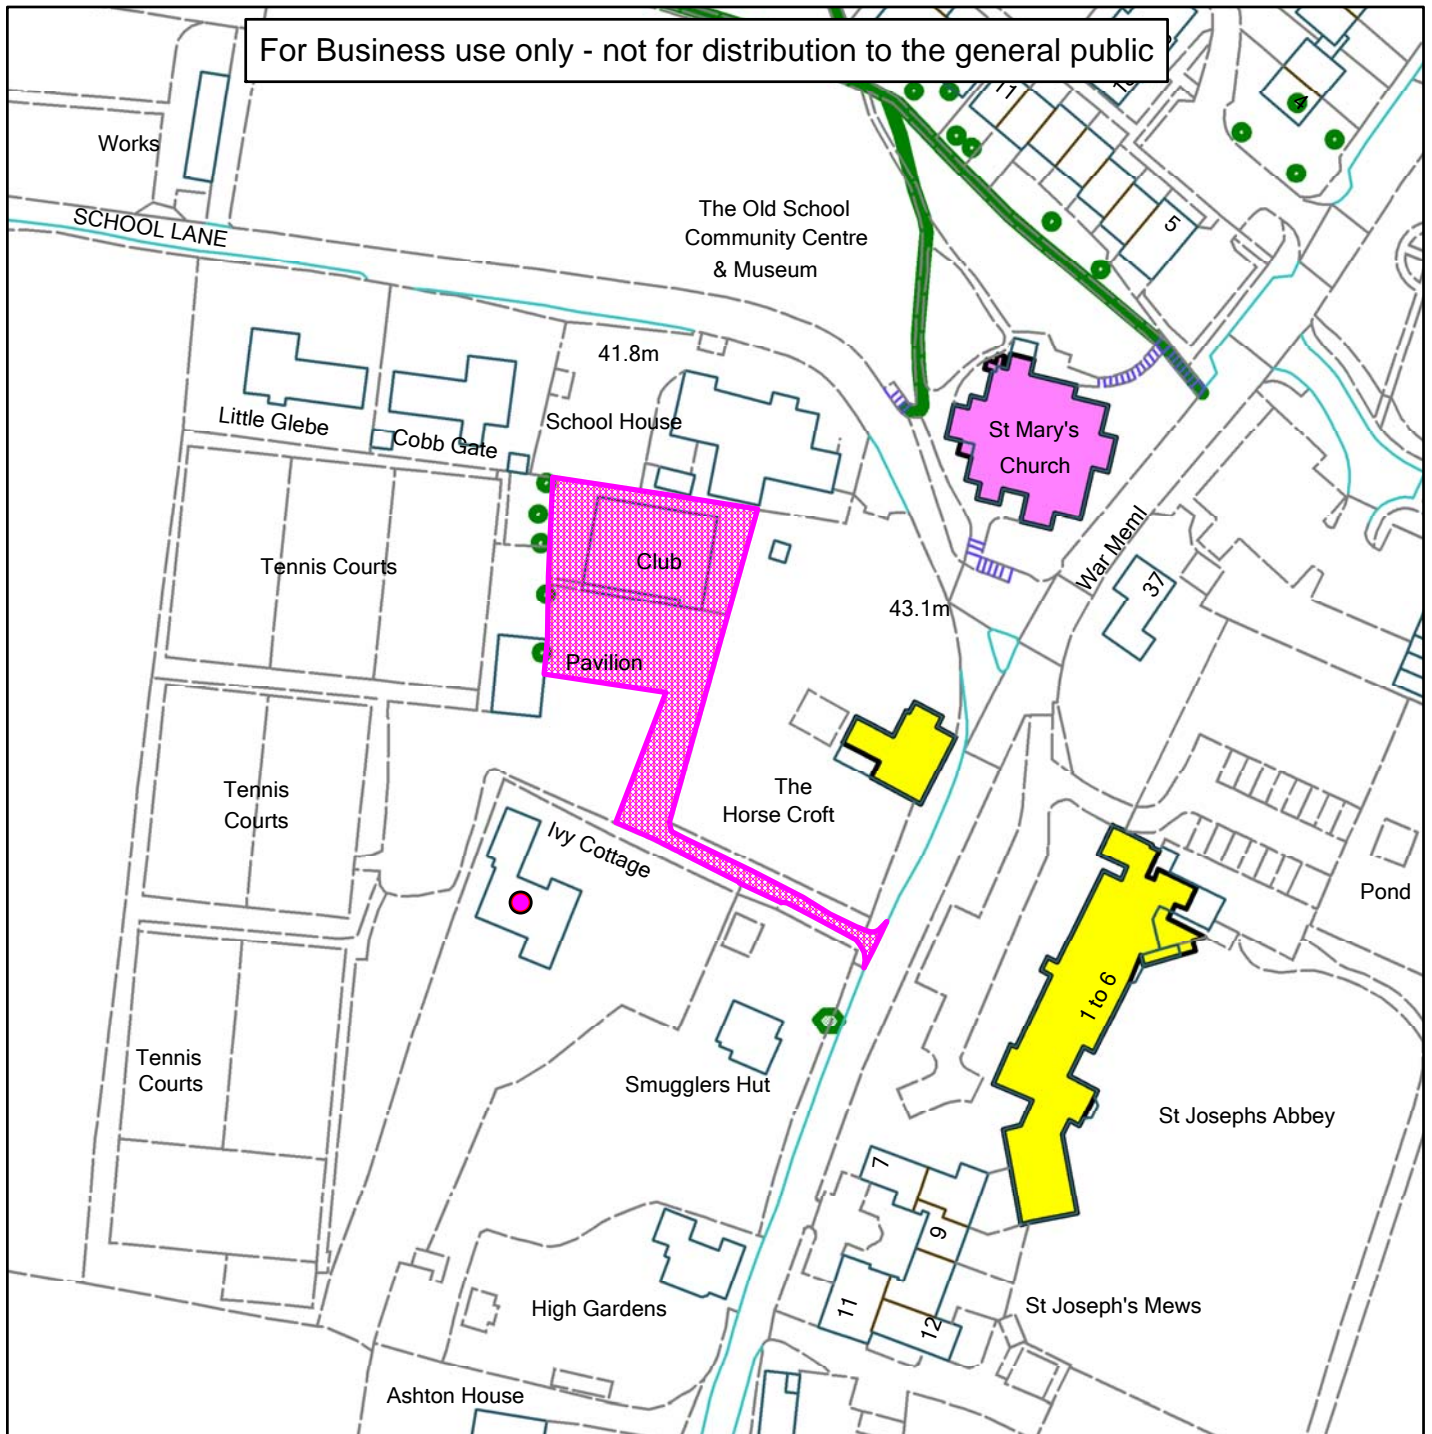 For Business use only - not for distribution to the general public
11
4
Works
SCHOOL LANE
The Old School
Community Centre
& Museum
5
41.8m
Little Glebe
Cobb Gate
School House
St Mary's
Church
Tennis Courts
Club
War Meml
37
43.1m
Pavilion
Tennis
Courts
The
Horse Croft
Ivy Cottage
Pond
1 to 6
Tennis
Courts
Smugglers Hut
St Josephs Abbey
7
9
High Gardens
11
12
St Joseph's Mews
Ashton House